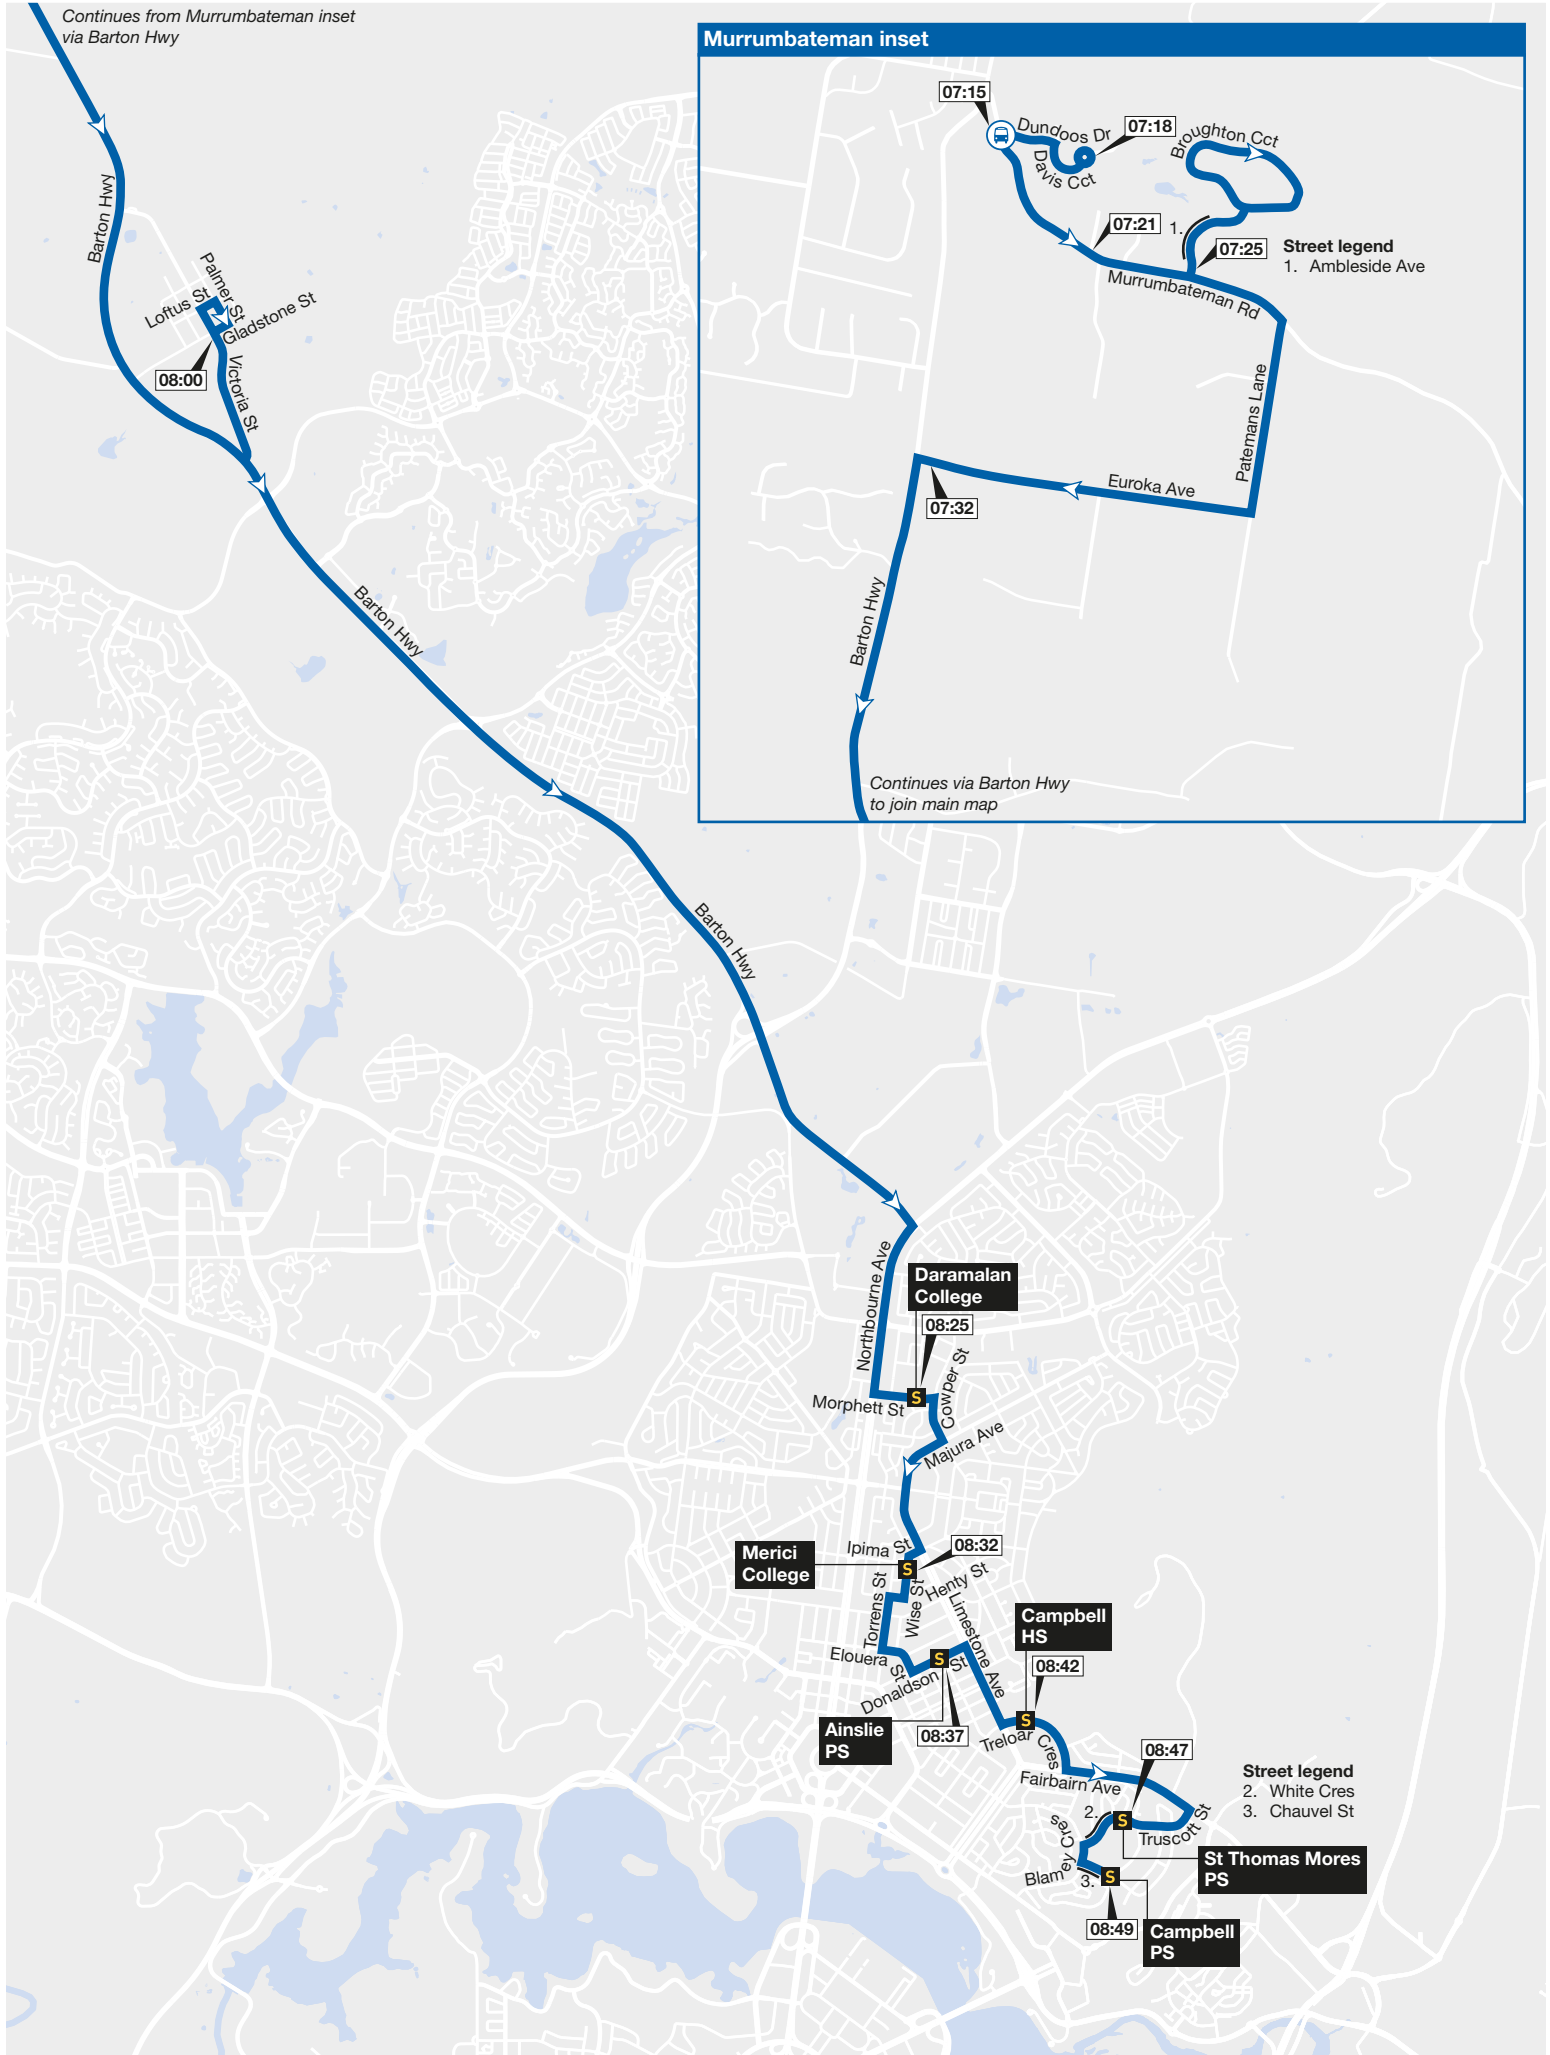 Continues from Murrumbateman inset
via Barton Hwy
Murrumbateman inset
07:15
Dundoos Dr
07:18
Davis Cct
Broughton Cct
07:21
1.
07:25
Street legend
1. Ambleside Ave
Murrumbateman Rd
Patemans Lane
Euroka Ave
07:32
Barton Hwy
Continues via Barton Hwy
to join main map
Barton Hwy
Palmer St
Loftus St
Gladstone St
08:00
Victoria St
Barton Hwy
Barton Hwy
Northbourne Ave
Daramalan
College
08:25
S
Morphett St
Cowper St
Majura Ave
Ipima St
08:32
Merici
College
S
Henty St
Torrens St
Wise St
Limestone Ave
Elouera St
S
Donaldson St
Ainslie
PS
08:37
Campbell
HS
08:42
S
Treloar Cres
Fairbairn Ave
08:47
Street legend
2. White Cres
3. Chauvel St
2.
S
Truscott St
Blamey Cres
St Thomas Mores
PS
3.
S
08:49
Campbell
PS